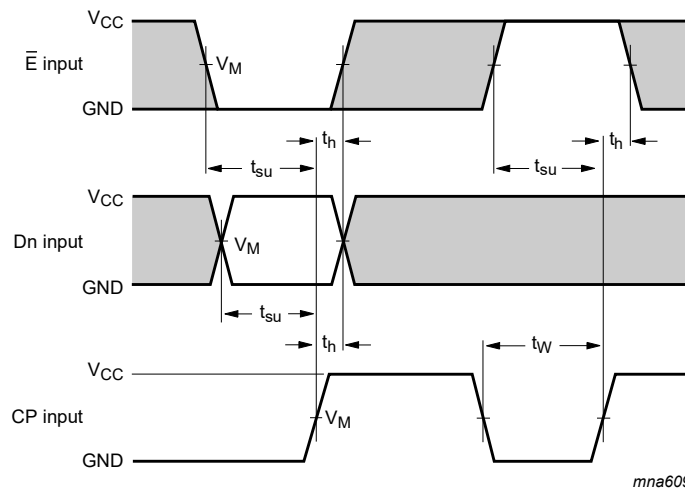 VCC
E̅ input
VM
GND
th
th
tsu
tsu
VCC
Dn input
VM
GND
tsu
th
tW
VCC
CP input
VM
GND
mna609